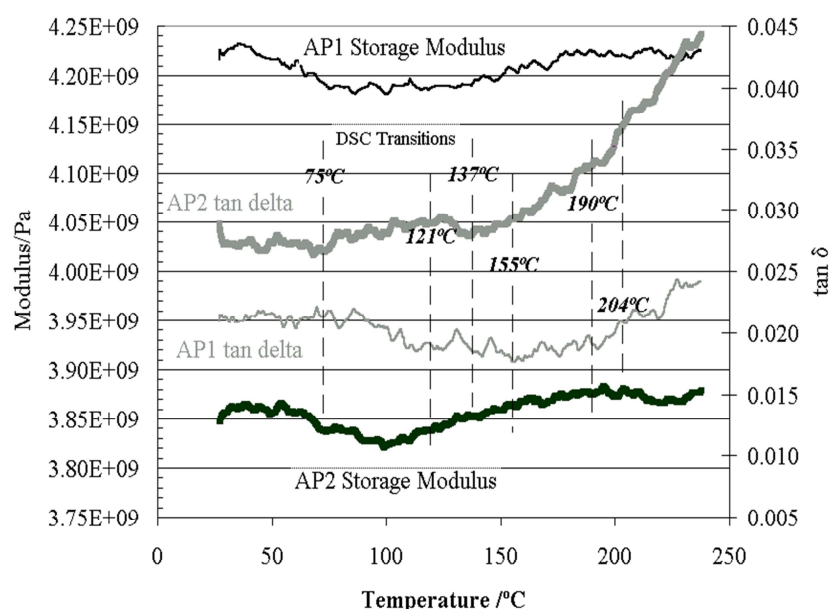 4.25E+09
4.20E+09
4.15E+09
4.10E+09
4.05E+09
4.00E+09
3.95E+09
3.90E+09
3.85E+09
3.80E+09
3.75E+09
Modulus/Pa
AP1 Storage Modulus
DSC Transitions
75ºC
137ºC
AP2 tan delta
121ºC
190ºC
155ºC
204ºC
AP1 tan delta
AP2 Storage Modulus
0.045
0.040
0.035
0.030
0.025
0.020
0.015
0.010
0.005
tan δ
0 50 100 150 200 250
Temperature /ºC